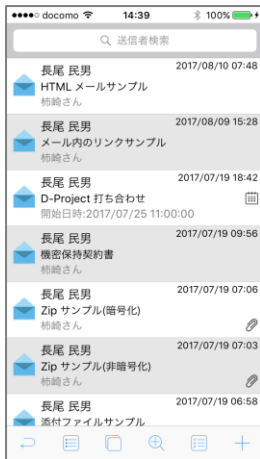 docomo 14:39 100%
送信者検索
長尾 民男 2017/08/10 07:48
HTML メールサンプル
柿崎さん
長尾 民男 2017/08/09 15:28
メール内のリンクサンプル
柿崎さん
長尾 民男 2017/07/19 18:42
D-Project 打ち合わせ
開始日時:2017/07/25 11:00:00
長尾 民男 2017/07/19 09:56
機密保持契約書
柿崎さん
長尾 民男 2017/07/19 07:06
Zip サンプル(暗号化)
柿崎さん
長尾 民男 2017/07/19 07:03
Zip サンプル(非暗号化)
柿崎さん
長尾 民男 2017/07/19 06:58
添付ファイルサンプル